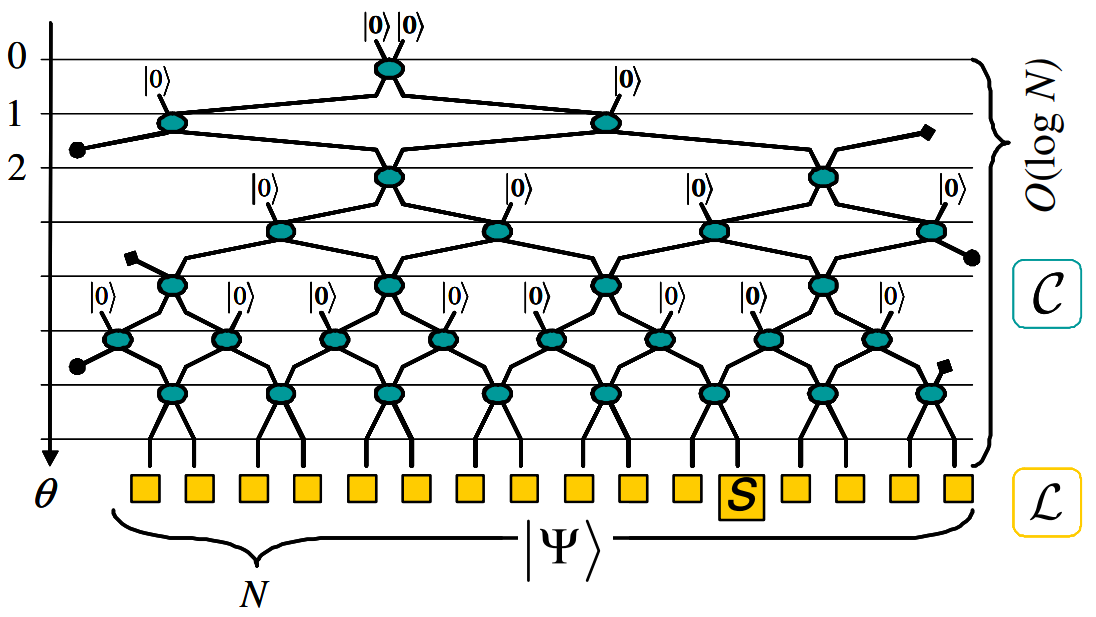 |0⟩ |0⟩
0
|0⟩ |0⟩
1
2
|0⟩ |0⟩ |0⟩ |0⟩
|0⟩ |0⟩ |0⟩ |0⟩ |0⟩ |0⟩ |0⟩ |0⟩
O(log N)
C
θ
S
L
|Ψ⟩
N